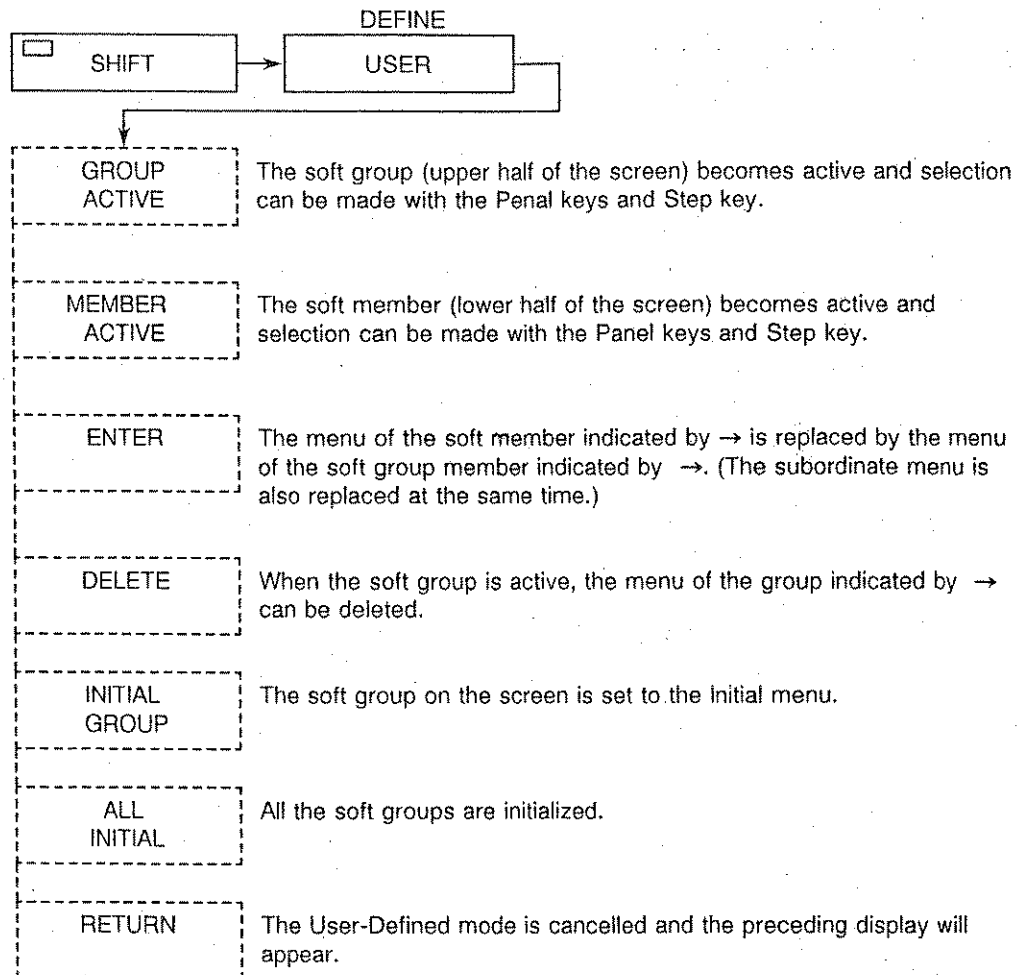 DEFINE
SHIFT
USER
GROUP
ACTIVE
The soft group (upper half of the screen) becomes active and selection
can be made with the Penal keys and Step key.
MEMBER
ACTIVE
The soft member (lower half of the screen) becomes active and
selection can be made with the Panel keys and Step key.
ENTER
The menu of the soft member indicated by → is replaced by the menu
of the soft group member indicated by →. (The subordinate menu is
also replaced at the same time.)
DELETE
When the soft group is active, the menu of the group indicated by →
can be deleted.
INITIAL
GROUP
The soft group on the screen is set to the Initial menu.
ALL
INITIAL
All the soft groups are initialized.
RETURN
The User-Defined mode is cancelled and the preceding display will
appear.